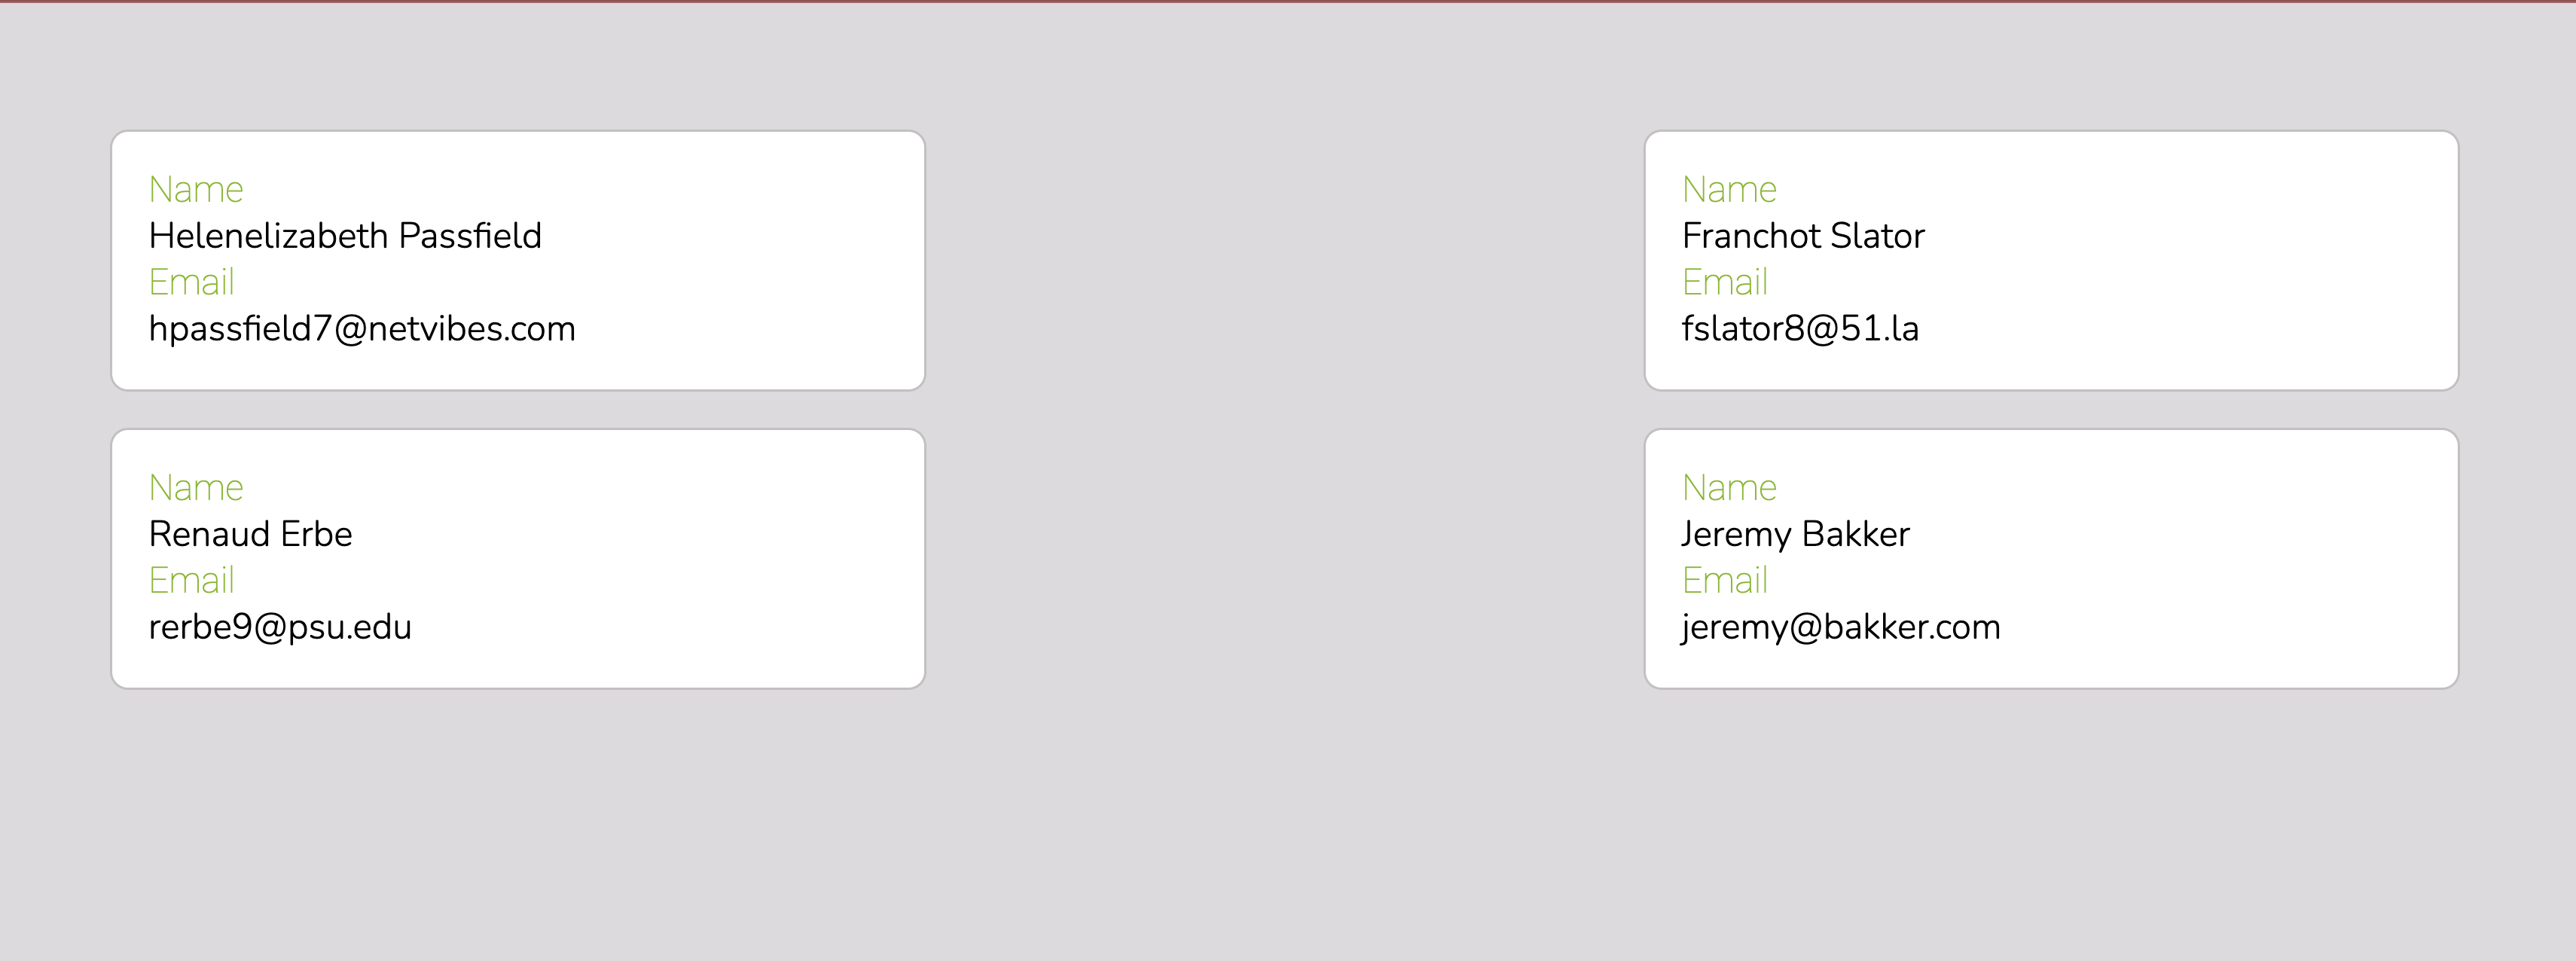 Name
Helenelizabeth Passfield
Email
hpassfield7@netvibes.com
Name
Franchot Slator
Email
fslator8@51.la
Name
Renaud Erbe
Email
rerbe9@psu.edu
Name
Jeremy Bakker
Email
jeremy@bakker.com